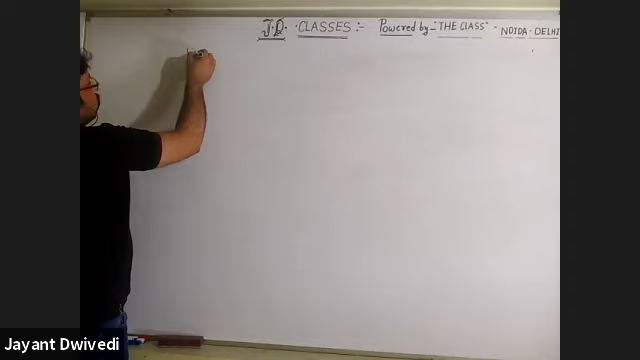 J.D. CLASSES :- Powered by - "THE CLASS" - NOIDA - DELHI
Jayant Dwivedi